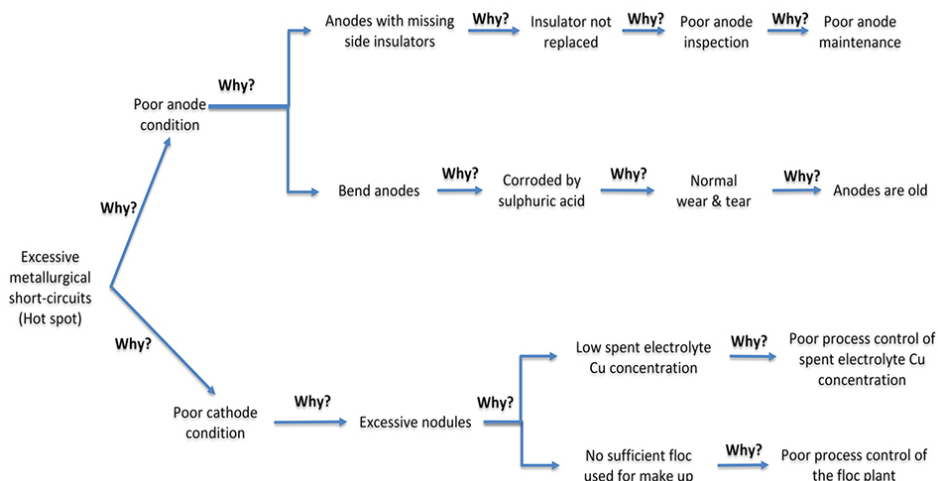 Anodes with missing
side insulators
Why?
Insulator not
replaced
Why?
Poor anode
inspection
Why?
Poor anode
maintenance
Why?
Poor anode
condition
Bend anodes
Why?
Corroded by
sulphuric acid
Why?
Normal
wear & tear
Why?
Anodes are old
Why?
Excessive
metallurgical
short-circuits
(Hot spot)
Why?
Poor cathode
condition
Why?
Excessive nodules
Why?
Low spent electrolyte
Cu concentration
Why?
Poor process control of
spent electrolyte Cu
concentration
No sufficient floc
used for make up
Why?
Poor process control of
the floc plant